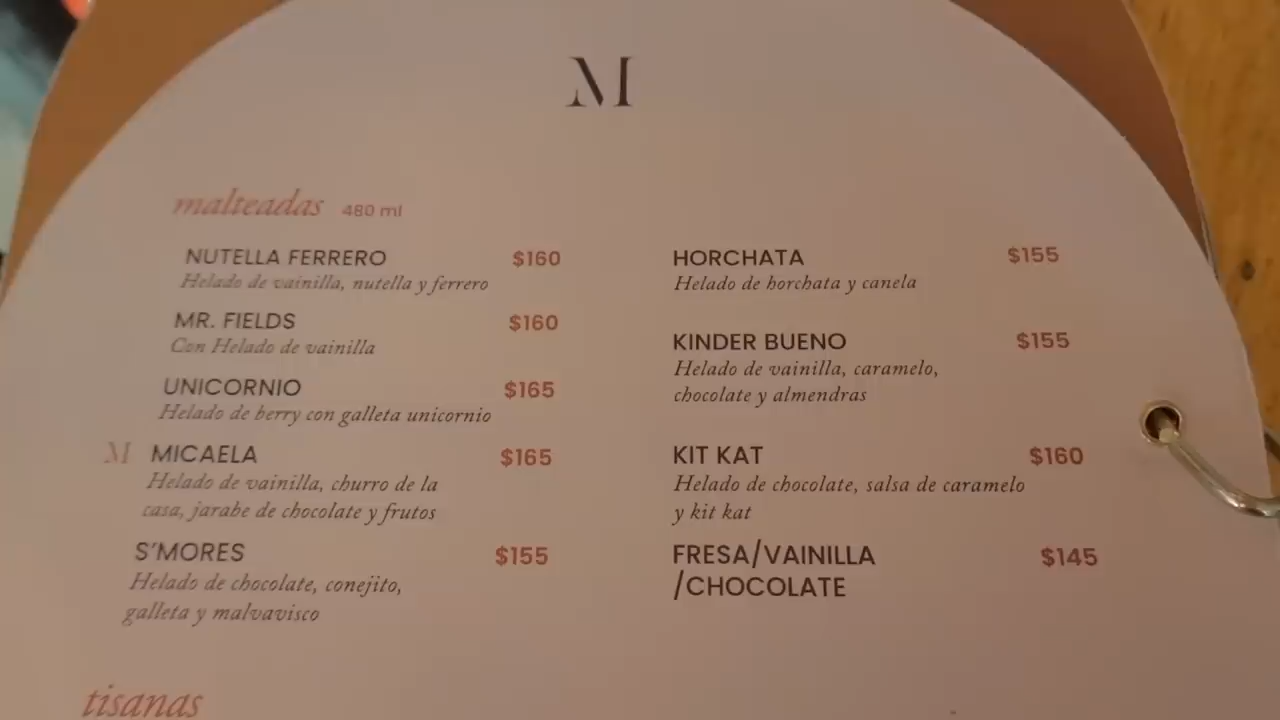 M
malteadas 480 ml
NUTELLA FERRERO $160
Helado de vainilla, nutella y ferrero
MR. FIELDS $160
Con Helado de vainilla
UNICORNIO $165
Helado de berry con galleta unicornio
M MICAELA $165
Helado de vainilla, churro de la
casa, jarabe de chocolate y frutos
S'MORES $155
Helado de chocolate, conejito,
galleta y malvavisco
HORCHATA $155
Helado de horchata y canela
KINDER BUENO $155
Helado de vainilla, caramelo,
chocolate y almendras
KIT KAT $160
Helado de chocolate, salsa de caramelo
y kit kat
FRESA/VAINILLA $145
/CHOCOLATE
tisanas